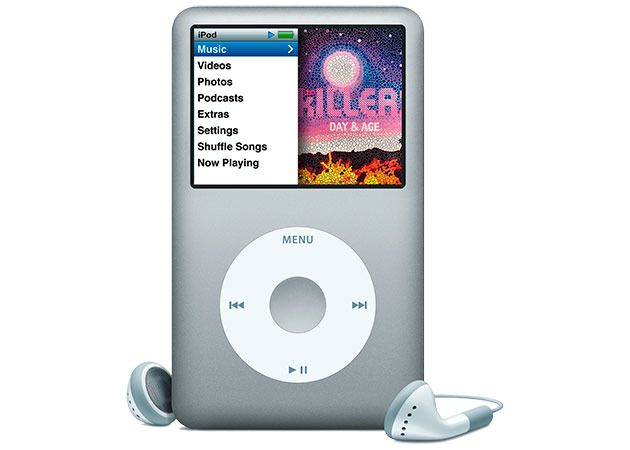 iPod
Music
Videos
Photos
Podcasts
Extras
Settings
Shuffle Songs
Now Playing
KILLER
DAY & AGE
MENU